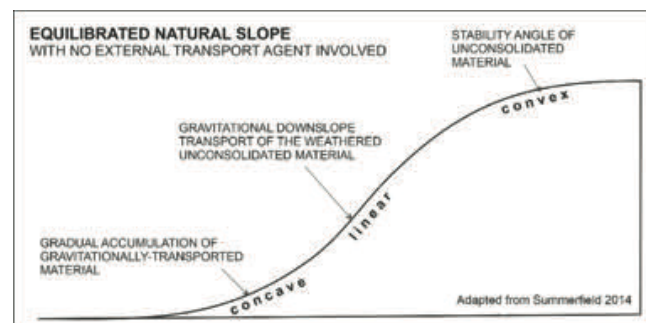 EQUILIBRATED NATURAL SLOPE
WITH NO EXTERNAL TRANSPORT AGENT INVOLVED
STABILITY ANGLE OF
UNCONSOLIDATED
MATERIAL
convex
GRAVITATIONAL DOWNSLOPE
TRANSPORT OF THE WEATHERED
UNCONSOLIDATED MATERIAL
linear
GRADUAL ACCUMULATION OF
GRAVITATIONALLY-TRANSPORTED
MATERIAL
concave
Adapted from Summerfield 2014